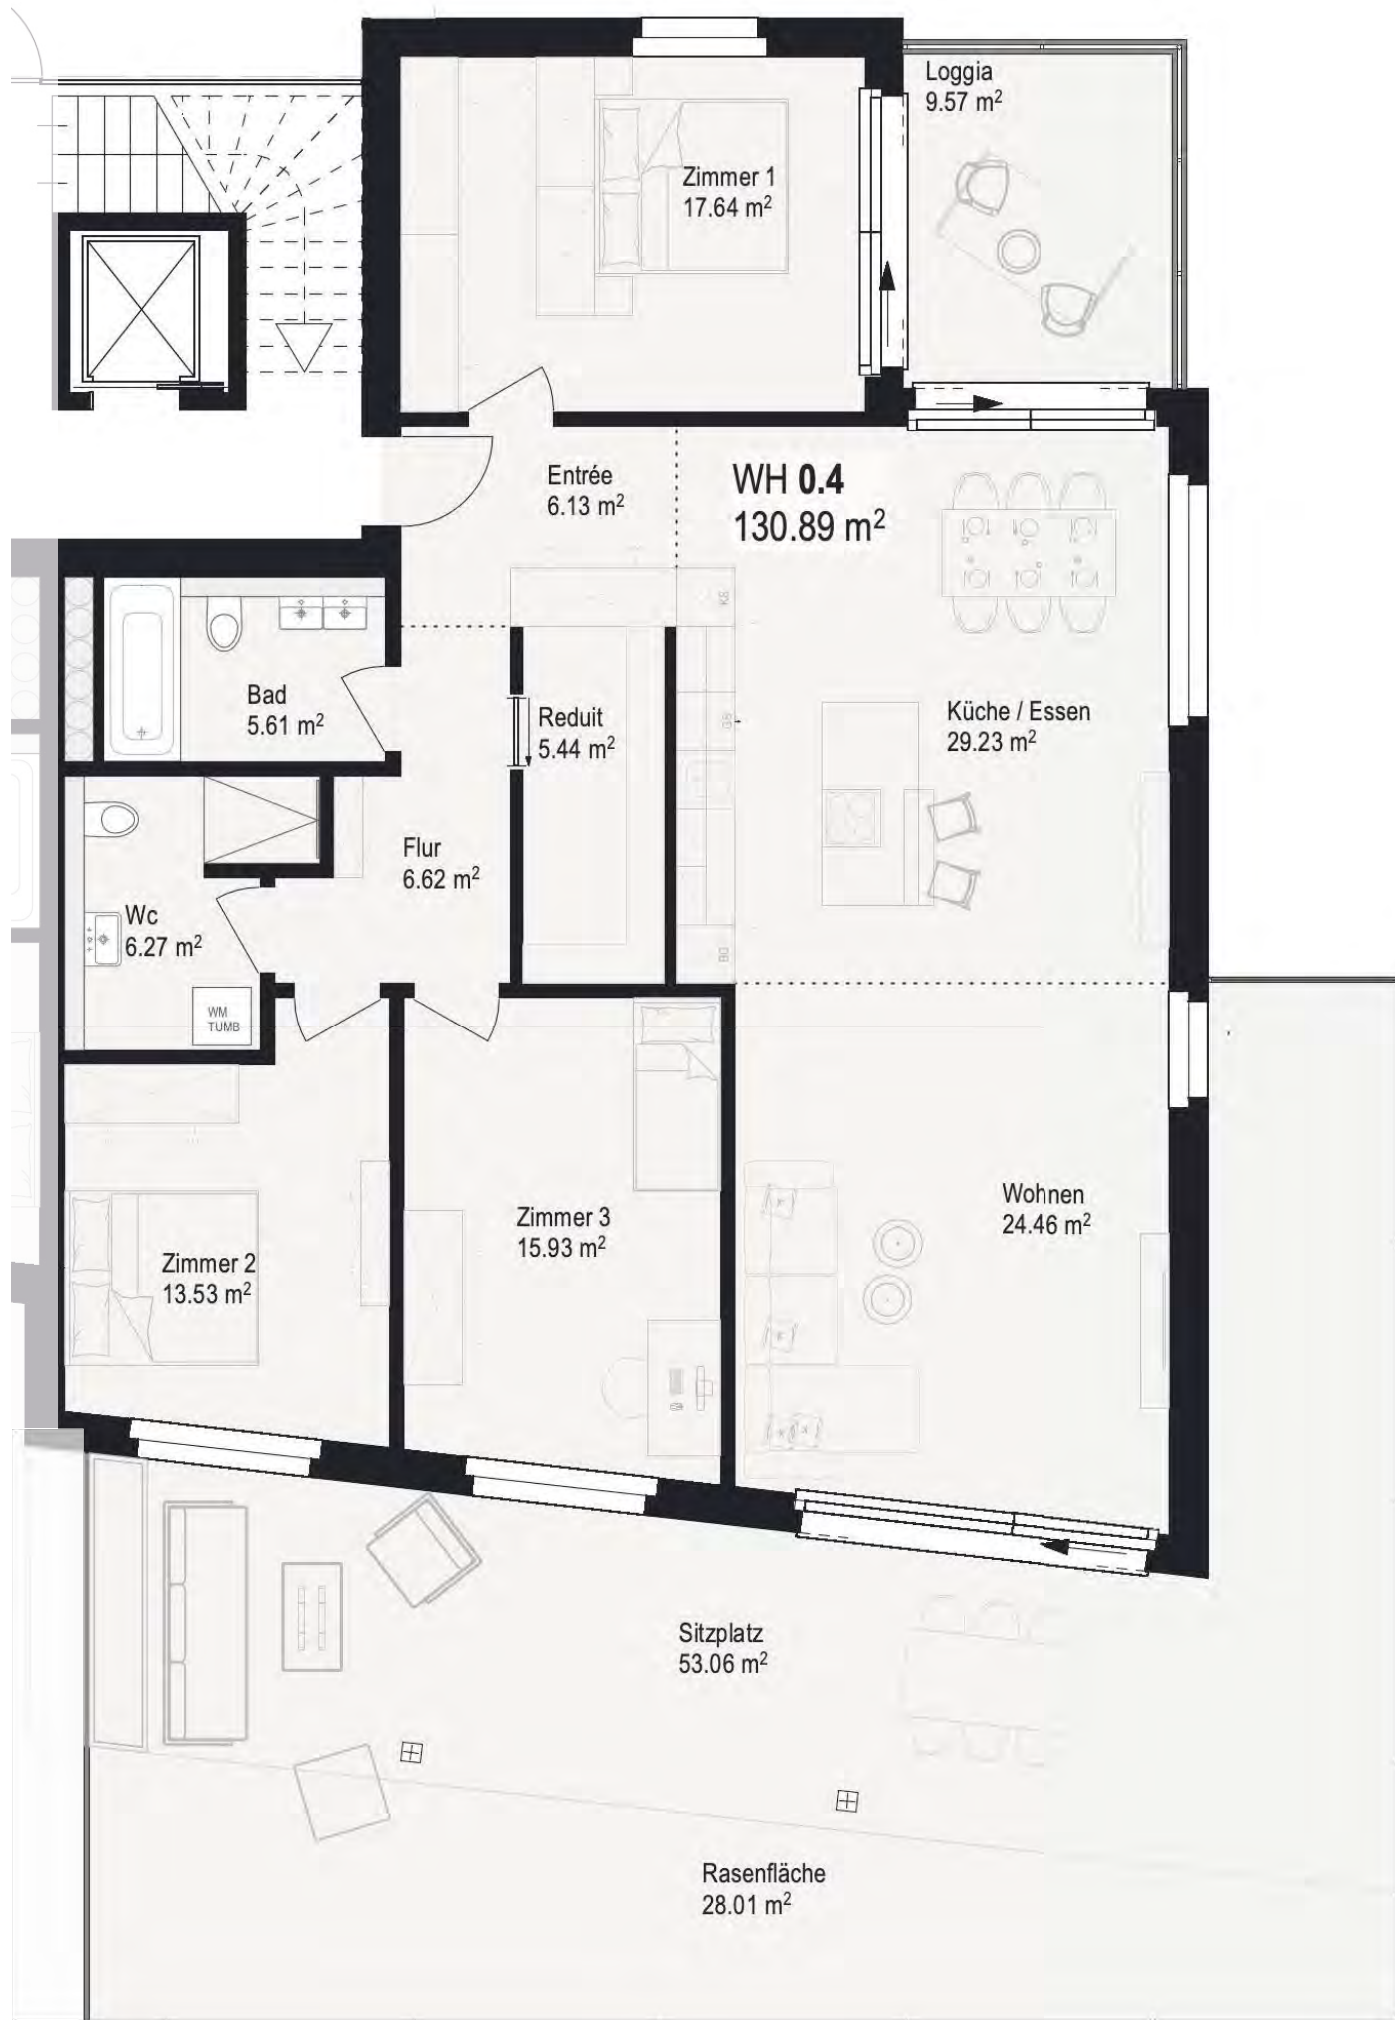 Loggia
9.57 m²
Zimmer 1
17.64 m²
Entrée
6.13 m²
WH 0.4
130.89 m²
KS
Bad
5.61 m²
Reduit
5.44 m²
GS
Küche / Essen
29.23 m²
Flur
6.62 m²
Wc
6.27 m²
BO
WM
TUMB
Wohnen
24.46 m²
Zimmer 3
15.93 m²
Zimmer 2
13.53 m²
Sitzplatz
53.06 m²
Rasenfläche
28.01 m²